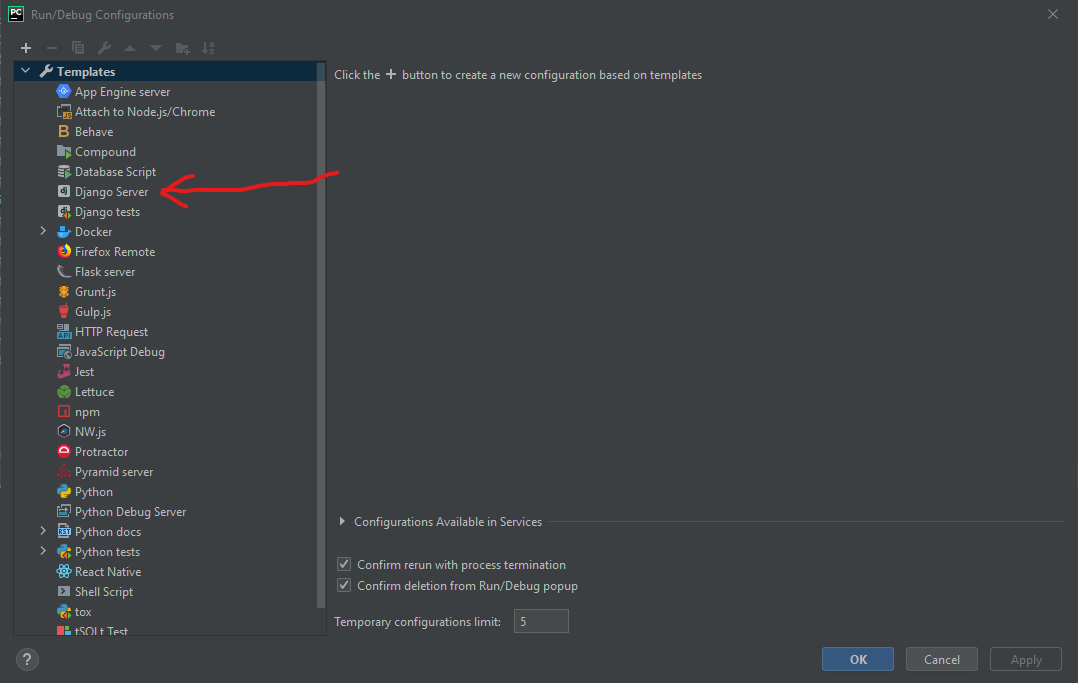 PC
Run/Debug Configurations
Templates
Click the + button to create a new configuration based on templates
App Engine server
Attach to Node.js/Chrome
Behave
Compound
Database Script
Django Server
Django tests
Docker
Firefox Remote
Flask server
Grunt.js
Gulp.js
HTTP Request
JavaScript Debug
Jest
Lettuce
npm
NW.js
Protractor
Pyramid server
Python
Python Debug Server
Python docs
Python tests
React Native
Shell Script
tox
tSQLt Test
Configurations Available in Services
Confirm rerun with process termination
Confirm deletion from Run/Debug popup
Temporary configurations limit: 5
?
OK Cancel Apply